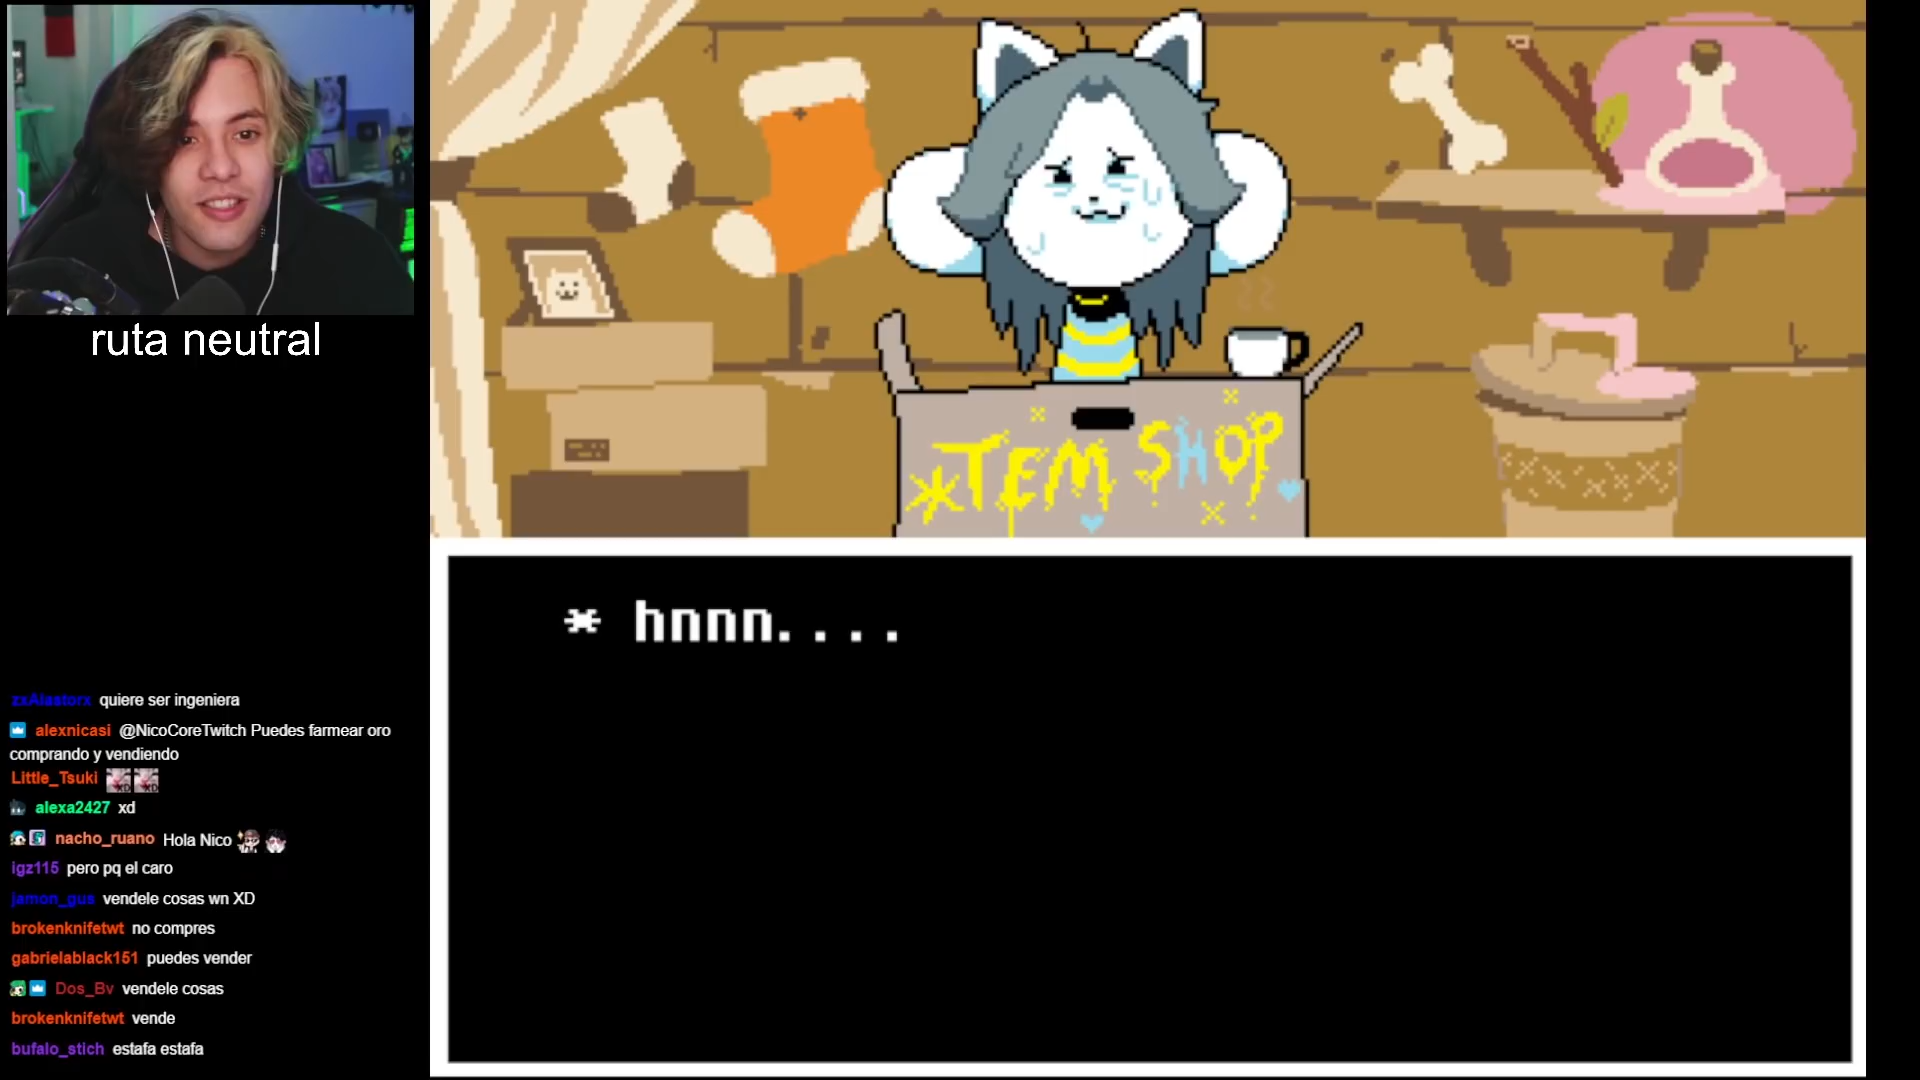 ruta neutral
zxAlastorx quiere ser ingeniera
alexnicasi @NicoCoreTwitch Puedes farmear oro
comprando y vendiendo
Little_Tsuki
alexa2427 xd
nacho_ruano Hola Nico
igz115 pero pq el caro
jamon_gus vendele cosas wn XD
brokenknifetwt no compres
gabrielablack151 puedes vender
Dos_Bv vendele cosas
brokenknifetwt vende
bufalo_stich estafa estafa
*TEM SHOP
* hnnn....